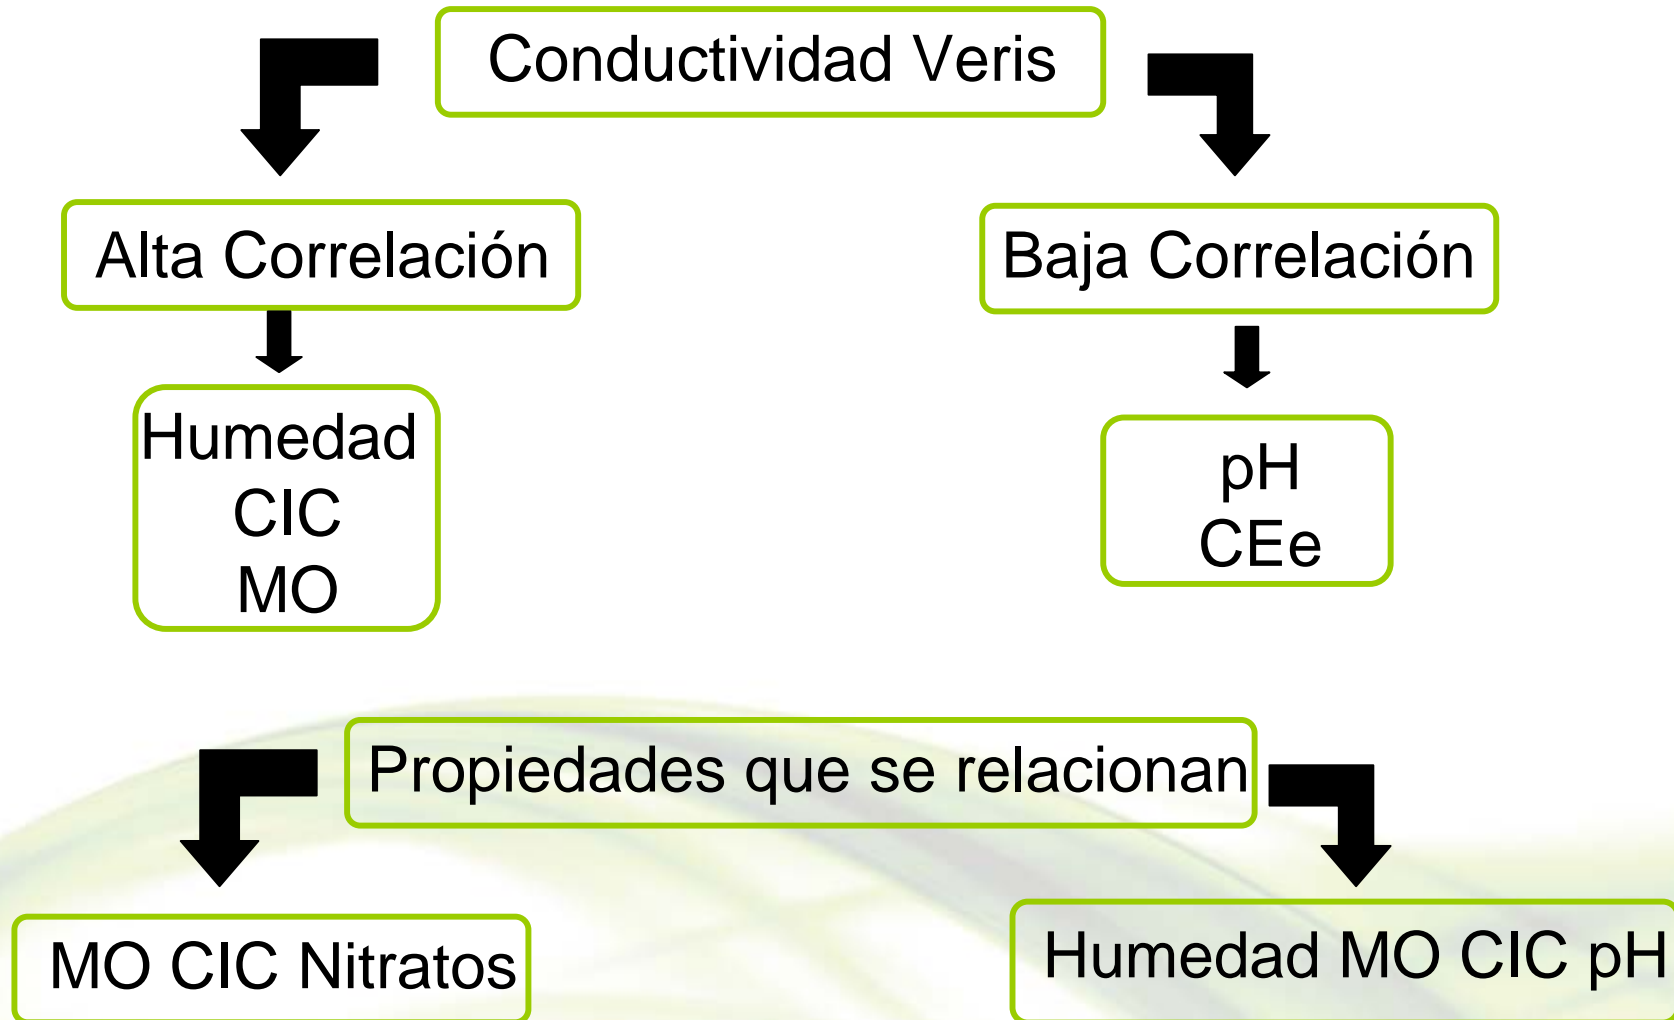 Conductividad Veris
Alta Correlación
Baja Correlación
Humedad
CIC
MO
pH
CEe
Propiedades que se relacionan
MO CIC Nitratos
Humedad MO CIC pH